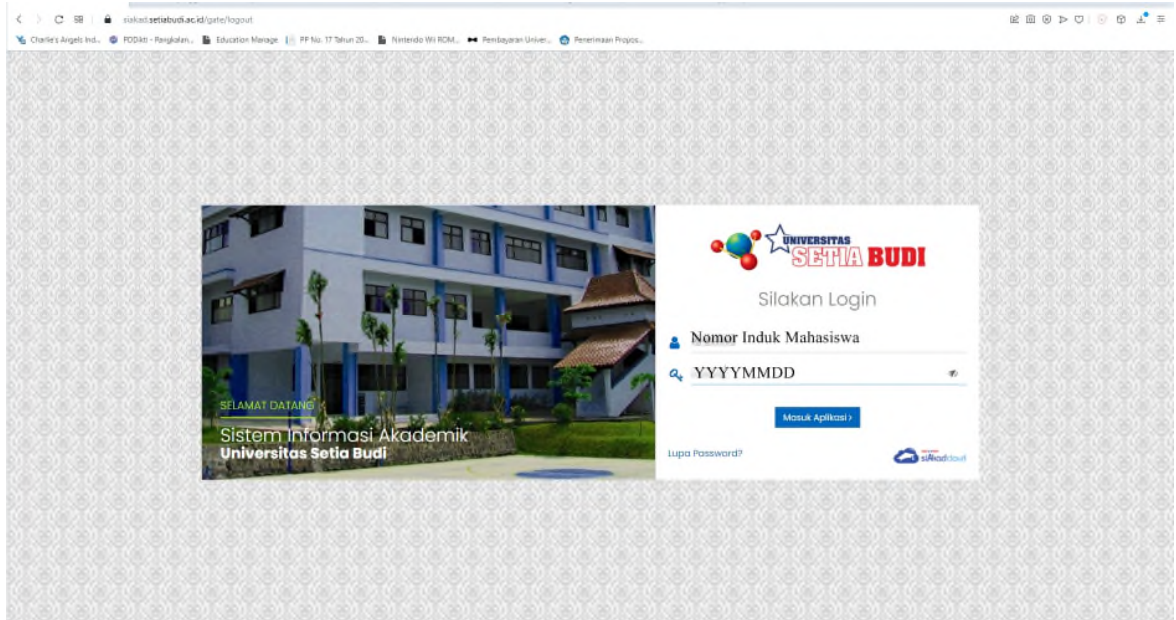 siakad.setiabudi.ac.id/gate/logout
Charlie's Angels Ind...
PDDikti - Pangkalan...
Education Manage
PP No. 17 Tahun 20...
Nintendo Wii ROM...
Pembayaran Univer...
Penerimaan Propos...
UNIVERSITAS
SETIA BUDI
Silakan Login
Nomor Induk Mahasiswa
YYYYMMDD
Masuk Aplikasi >
Lupa Password?
siAkadcloud
SELAMAT DATANG
Sistem Informasi Akademik
Universitas Setia Budi